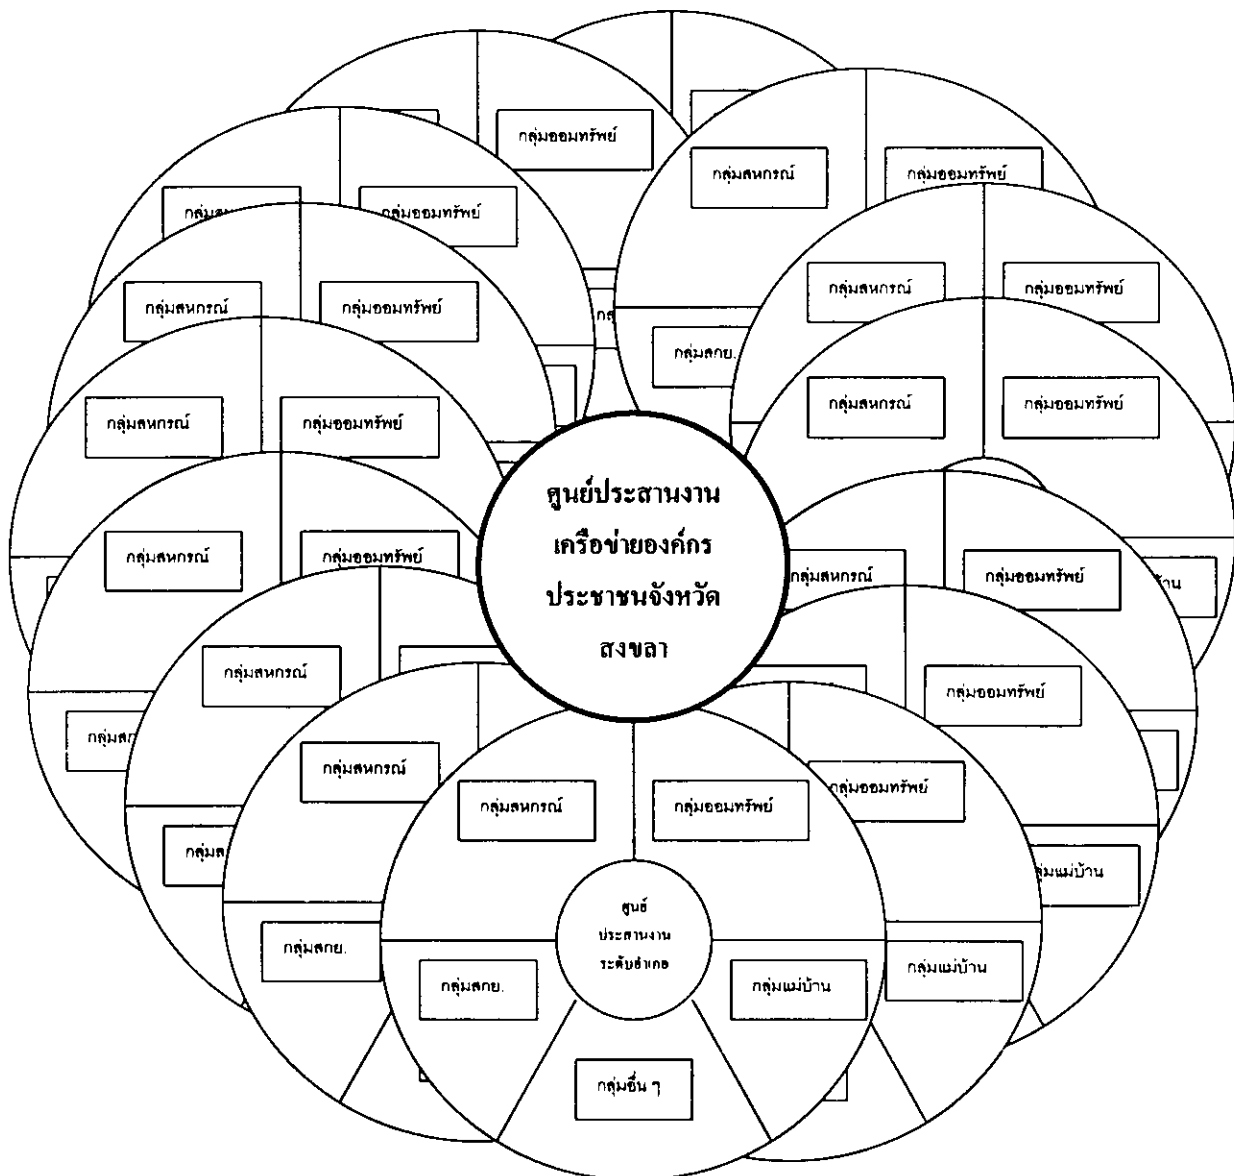 กลุ่มออมทรัพย์
กลุ่มสหกรณ์
กลุ่มออมทรัพย์
กลุ่มออมทรัพย์
กลุ่มสหกรณ์
กลุ่มออมทรัพย์
กลุ่มสหกรณ์
กลุ่มออมทรัพย์
กลุ่มสกย.
กลุ่มสหกรณ์
กลุ่มออมทรัพย์
กลุ่มสหกรณ์
กลุ่มออมทรัพย์
ศูนย์ประสานงาน
เครือข่ายองค์กร
ประชาชนจังหวัด
สงขลา
กลุ่มสหกรณ์
กลุ่มออมทรัพย์
กลุ่มสหกรณ์
กลุ่มออมทรัพย์
กลุ่มสหกรณ์
กลุ่มออมทรัพย์
กลุ่มสหกรณ์
กลุ่มออมทรัพย์
กลุ่มสหกรณ์
กลุ่มออมทรัพย์
กลุ่มแม่บ้าน
ศูนย์
ประสานงาน
ระดับอำเภอ
กลุ่มสกย.
กลุ่มสกย.
กลุ่มแม่บ้าน
กลุ่มแม่บ้าน
กลุ่มอื่น ๆ